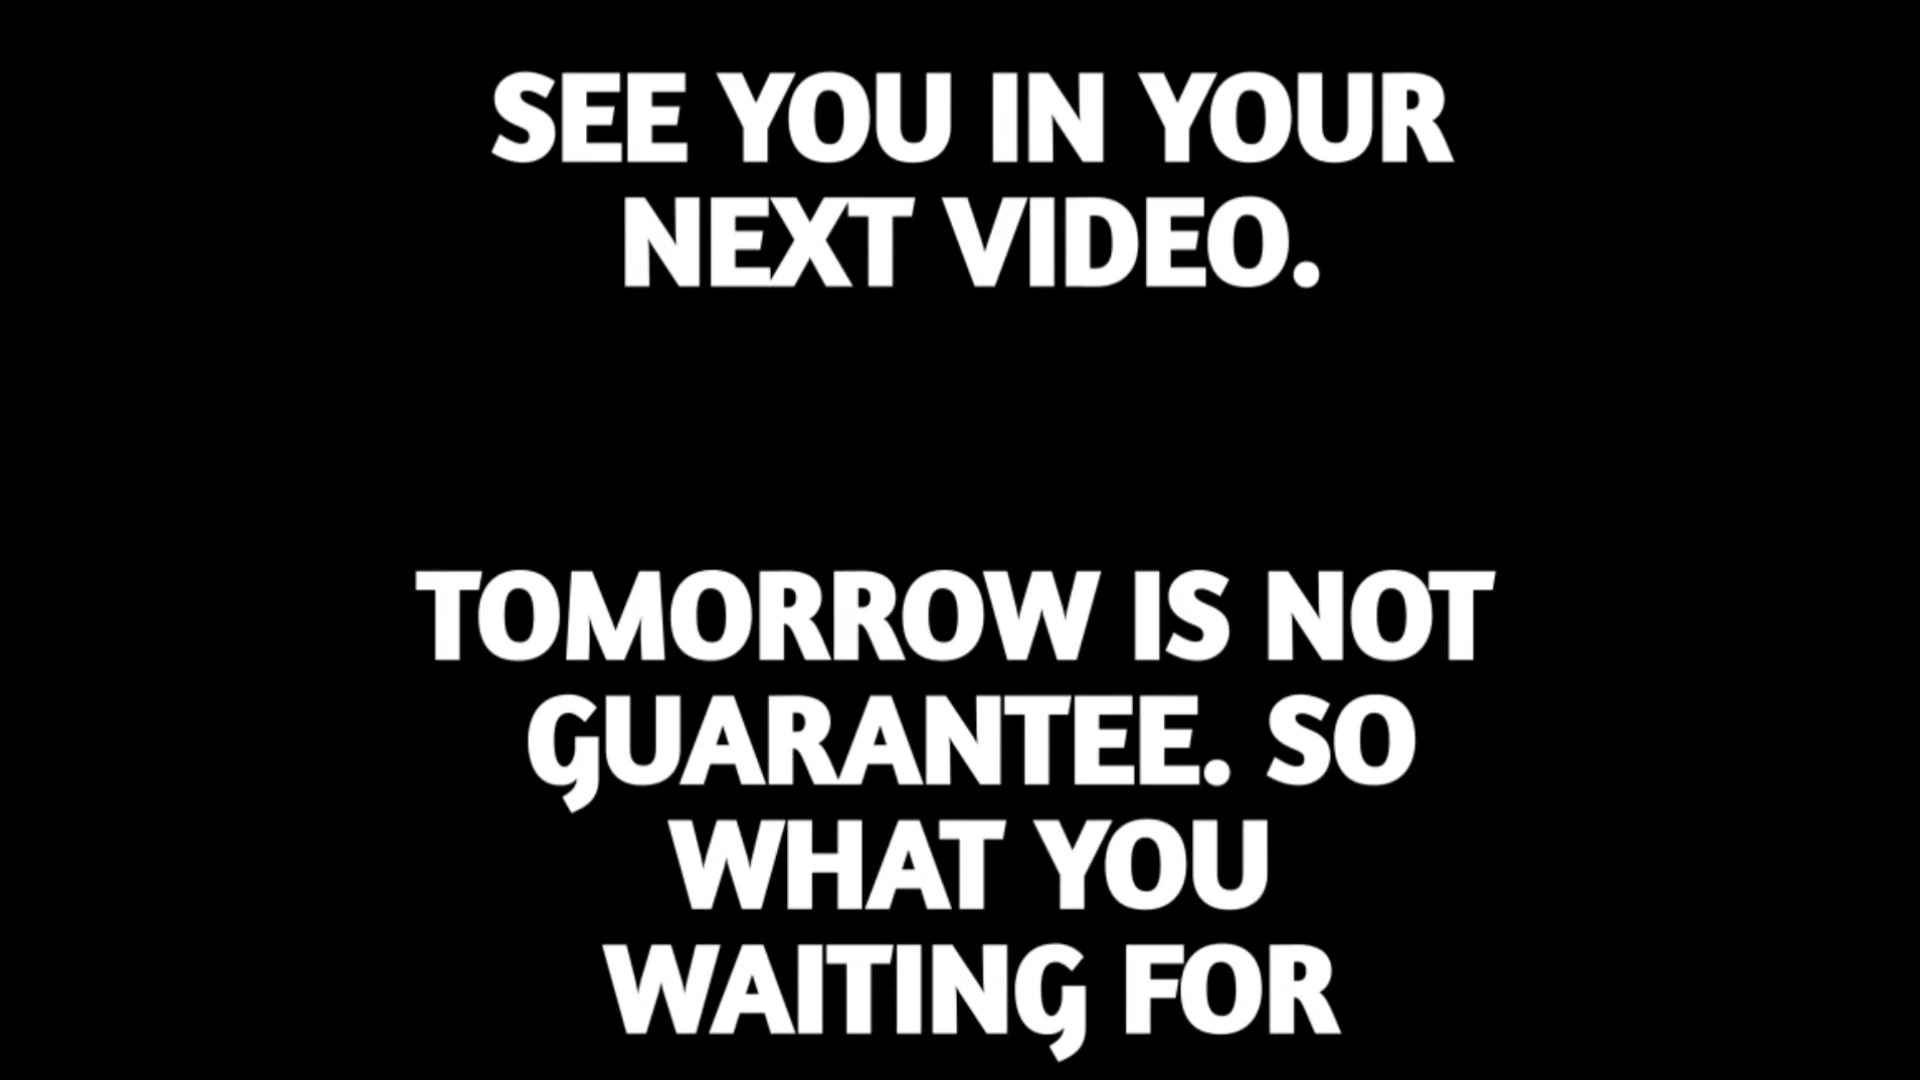 SEE YOU IN YOUR
NEXT VIDEO.
TOMORROW IS NOT
GUARANTEE. SO
WHAT YOU
WAITING FOR